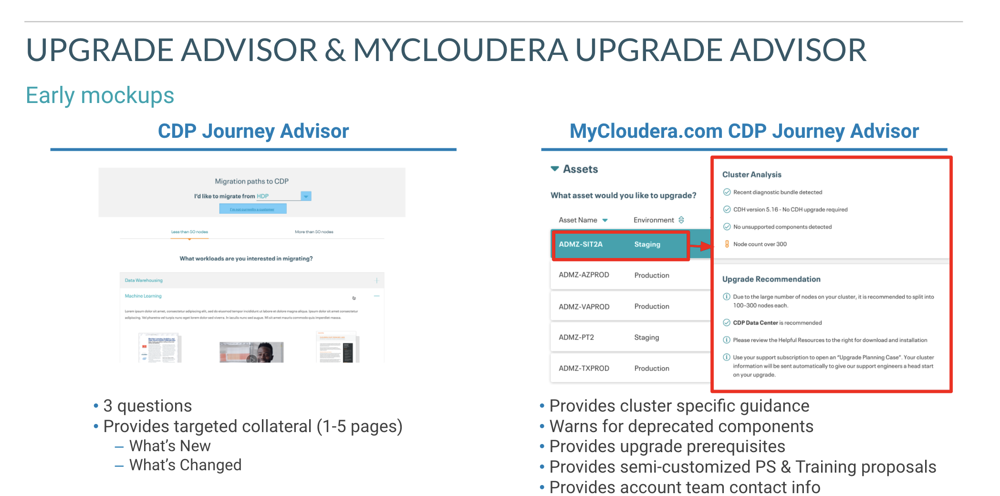 UPGRADE ADVISOR & MYCLOUDERA UPGRADE ADVISOR
Early mockups
CDP Journey Advisor
Migration paths to CDP
I'd like to migrate from HDP
I'm not currently a customer
Less than 50 nodes
More than 50 nodes
What workloads are you interested in migrating?
Data Warehousing
Machine Learning
Lorem ipsum dolor sit amet, consectetur adipiscing elit, sed do eiusmod tempor incididunt ut labore et dolore magna aliqua. Ipsum dolor sit amet consectetur
adipiscing. Vel pharetra vel turpis nunc eget lorem dolor sed viverra. In iaculis nunc sed augue. Mi sit amet mauris commodo quis imperdiet massa.
• 3 questions
• Provides targeted collateral (1-5 pages)
– What's New
– What's Changed
MyCloudera.com CDP Journey Advisor
Assets
What asset would you like to upgrade?
Asset Name Environment
ADMZ-SIT2A Staging
ADMZ-AZPROD Production
ADMZ-VAPROD Production
ADMZ-PT2 Staging
ADMZ-TXPROD Production
Cluster Analysis
Recent diagnostic bundle detected
CDH version 5.16 - No CDH upgrade required
No unsupported components detected
Node count over 300
Upgrade Recommendation
Due to the large number of nodes on your cluster, it is recommended to split into
100-300 nodes each.
CDP Data Center is recommended
Please review the Helpful Resources to the right for download and installation
Use your support subscription to open an "Upgrade Planning Case". Your cluster
information will be sent automatically to give our support engineers a head start
on your upgrade.
• Provides cluster specific guidance
• Warns for deprecated components
• Provides upgrade prerequisites
• Provides semi-customized PS & Training proposals
• Provides account team contact info